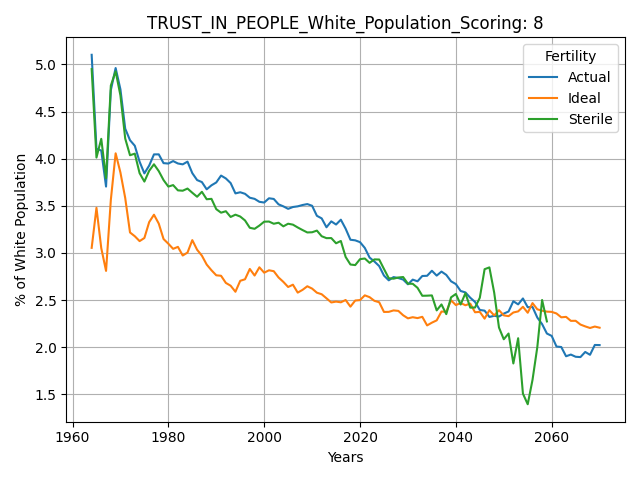 TRUST_IN_PEOPLE_White_Population_Scoring: 8
Fertility
Actual
Ideal
Sterile
% of White Population
5.0
4.5
4.0
3.5
3.0
2.5
2.0
1.5
1960
1980
2000
2020
2040
2060
Years